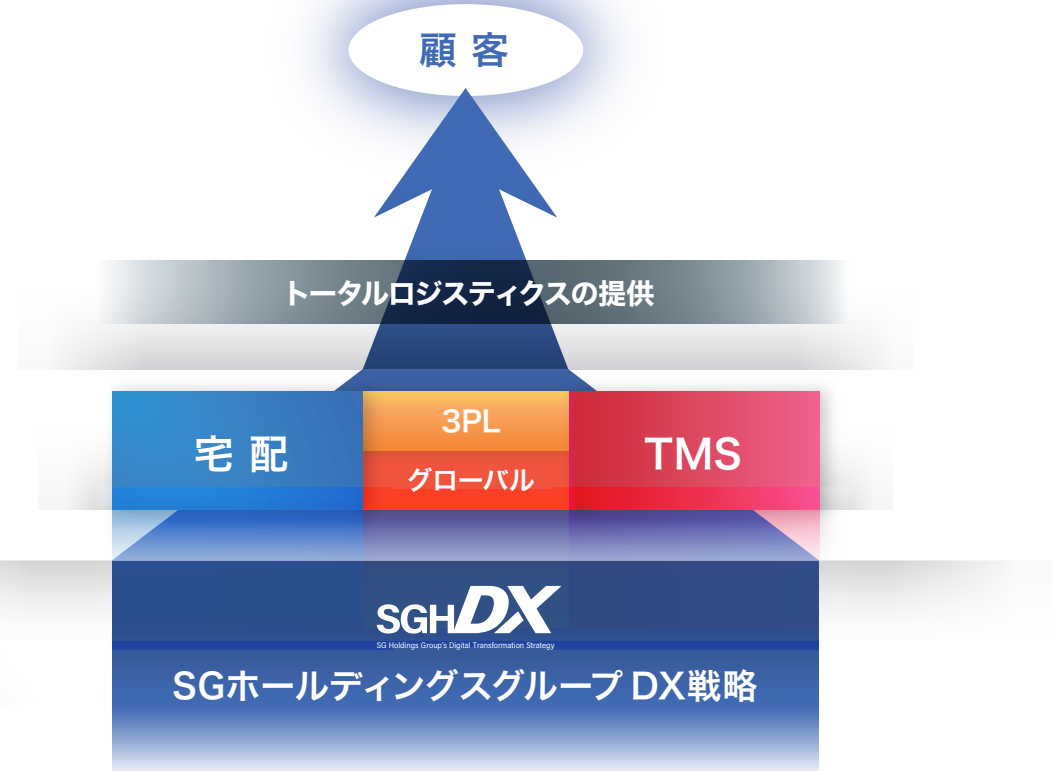 顧客
トータルロジスティクスの提供
宅配
3PL
グローバル
TMS
SGHDX
SG Holdings Group's Digital Transformation Strategy
SGホールディングスグループ DX戦略